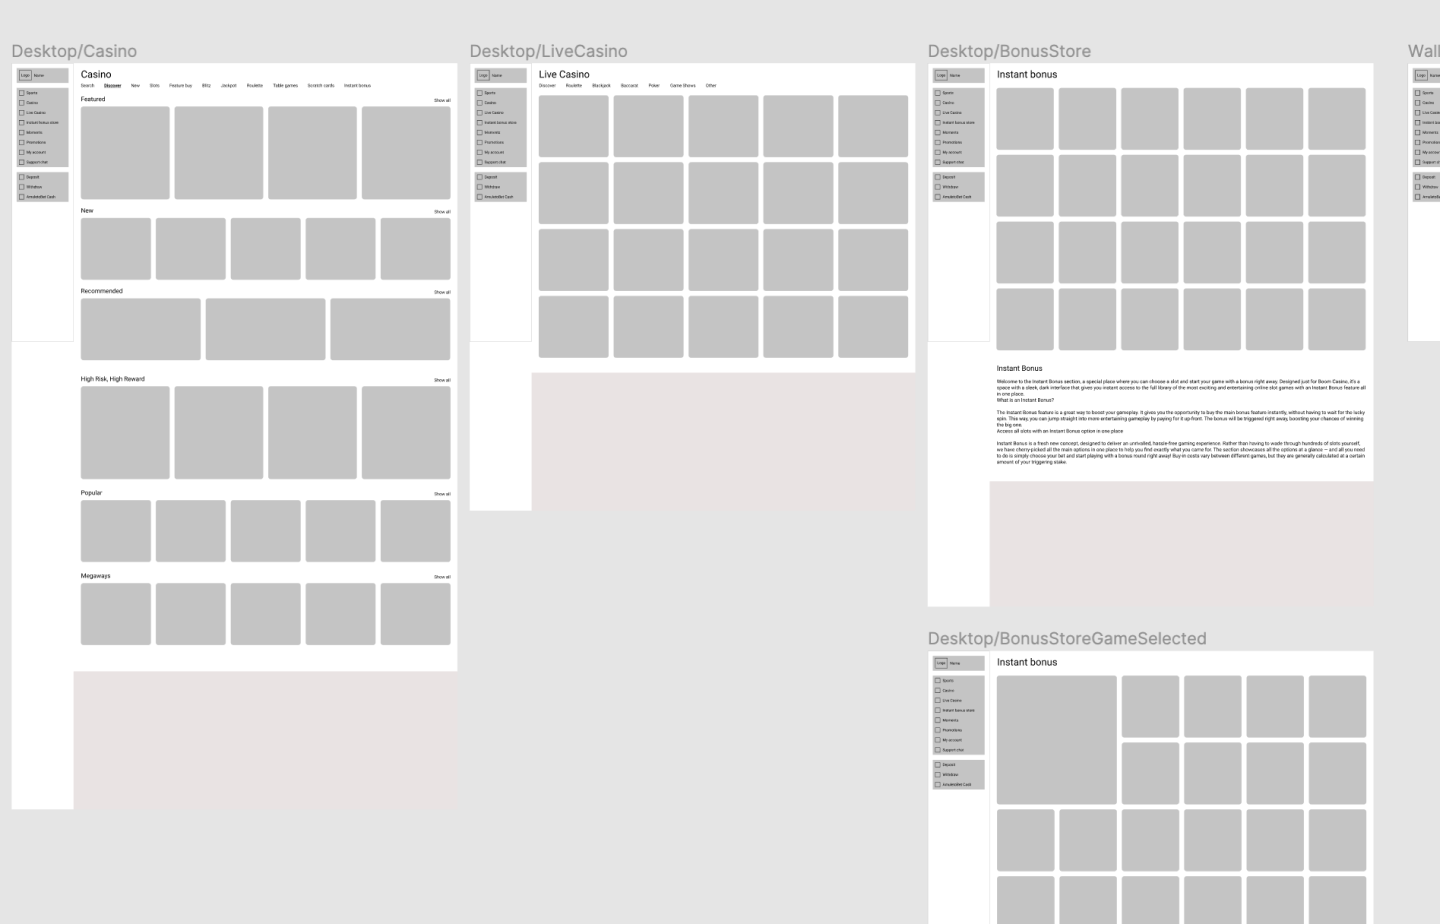 Desktop/Casino
Logo Name
Sports
Casino
Live Casino
Instant bonus store
Moments
Promotions
My account
Support chat
Deposit
Withdraw
Casino
Search Discover New Slots Feature buy Blitz Jackpot Roulette Table games Scratch cards Instant bonus
Featured Show all
New Show all
Recommended Show all
High Risk, High Reward Show all
Popular Show all
Megaways Show all
Desktop/LiveCasino
Logo Name
Sports
Casino
Live Casino
Instant bonus store
Moments
Promotions
My account
Support chat
Deposit
Withdraw
Live Casino
Discover Roulette Blackjack Baccarat Poker Game Shows Other
Desktop/BonusStore
Logo Name
Sports
Casino
Live Casino
Instant bonus store
Moments
Promotions
My account
Support chat
Deposit
Withdraw
Instant bonus
Instant Bonus
Welcome to the Instant Bonus section, a special place where you can choose a slot and start your game with a bonus right away. Designed just for Boom Casino, it's a
space with a sleek, dark interface that gives you instant access to the full library of the most exciting and entertaining online slot games with an Instant Bonus feature all
in one place.
What is an Instant Bonus?
The Instant Bonus feature is a great way to boost your gameplay. It gives you the opportunity to buy the main bonus feature instantly, without having to wait for the lucky
spin. This way, you can jump straight into more entertaining gameplay by paying for it up-front. The bonus will be triggered right away, boosting your chances of winning
the big one.
Access all slots with an Instant Bonus option in one place
Instant Bonus is a fresh new concept, designed to deliver an unrivalled, hassle-free gaming experience. Rather than having to wade through hundreds of slots yourself,
we have cherry-picked all the main options in one place to help you find exactly what you came for. The section showcases all the options at a glance — and all you need
to do is simply choose your bet and start playing with a bonus round right away! Buy-in costs vary between different games, but they are generally calculated at a certain
amount of your triggering stake.
Desktop/BonusStoreGameSelected
Logo Name
Sports
Casino
Live Casino
Instant bonus store
Moments
Promotions
My account
Support chat
Deposit
Withdraw
Instant bonus
Wall
Logo
Sports
Casino
Live Casino
Instant
Moments
Promotions
My account
Support
Deposit
Withdraw